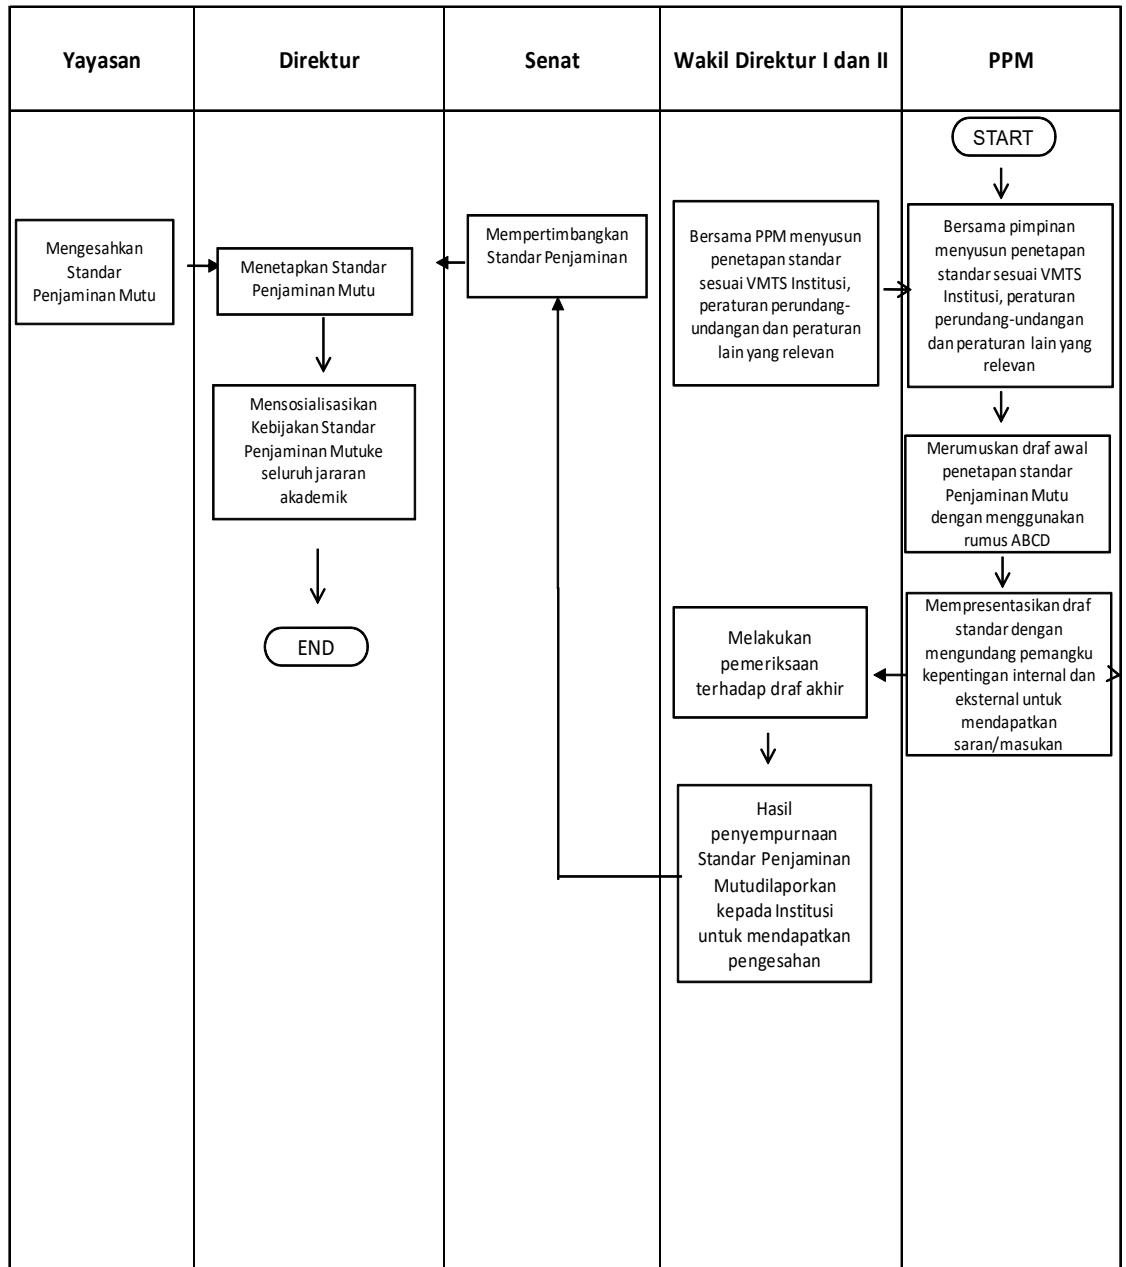 Yayasan
Direktur
Senat
Wakil Direktur I dan II
PPM
START
Mengesahkan
Standar
Penjaminan Mutu
Menetapkan Standar
Penjaminan Mutu
Mempertimbangkan
Standar Penjaminan
Bersama PPM menyusun
penetapan standar
sesuai VMTS Institusi,
peraturan perundang-
undangan dan peraturan
lain yang relevan
Bersama pimpinan
menyusun penetapan
standar sesuai VMTS
Institusi, peraturan
perundang-undangan
dan peraturan lain yang
relevan
Mensosialisasikan
Kebijakan Standar
Penjaminan Mutuke
seluruh jararan
akademik
Merumuskan draf awal
penetapan standar
Penjaminan Mutu
dengan menggunakan
rumus ABCD
END
Melakukan
pemeriksaan
terhadap draf akhir
Mempresentasikan draf
standar dengan
mengundang pemangku
kepentingan internal dan
eksternal untuk
mendapatkan
saran/masukan
Hasil
penyempurnaan
Standar Penjaminan
Mutudilaporkan
kepada Institusi
untuk mendapatkan
pengesahan